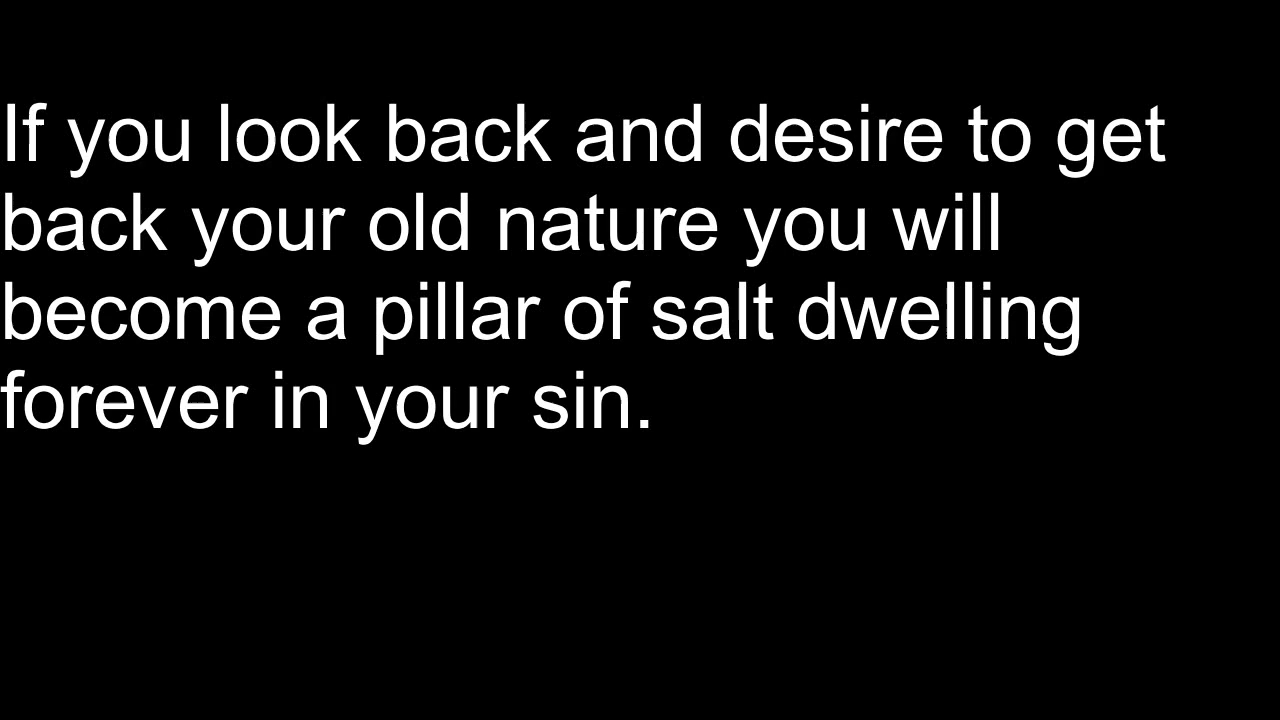 If you look back and desire to get
back your old nature you will
become a pillar of salt dwelling
forever in your sin.